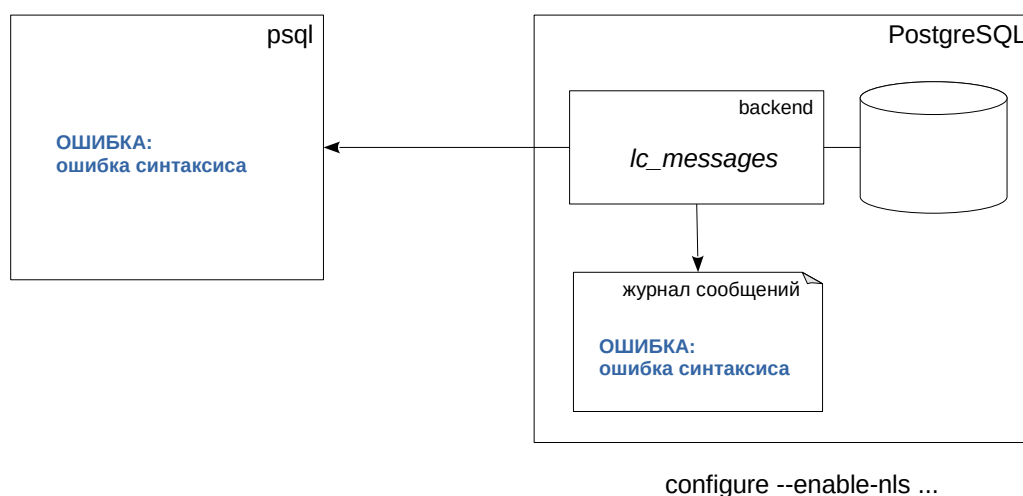 psql
ОШИБКА:
ошибка синтаксиса
PostgreSQL
backend
lc_messages
журнал сообщений
ОШИБКА:
ошибка синтаксиса
configure --enable-nls ...